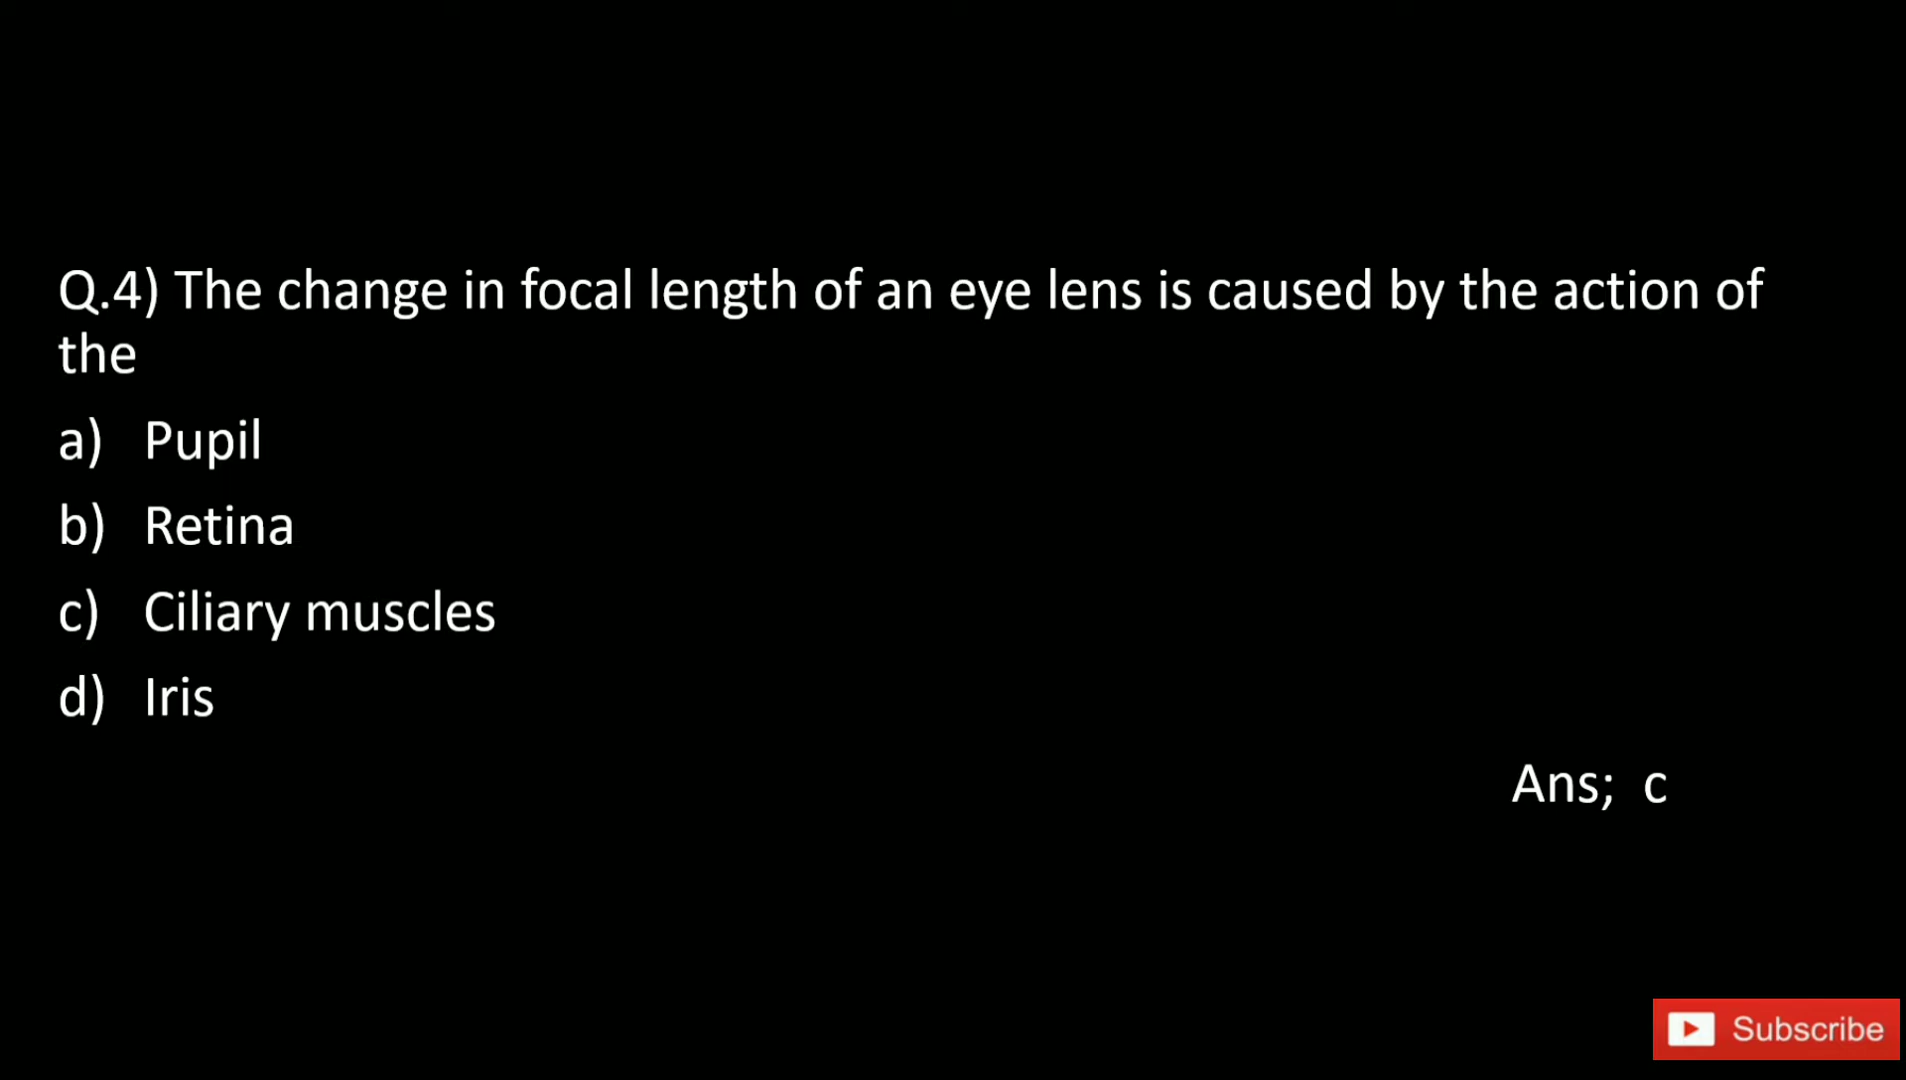 Q.4) The change in focal length of an eye lens is caused by the action of
the
a) Pupil
b) Retina
c) Ciliary muscles
d) Iris
Ans; c
Subscribe